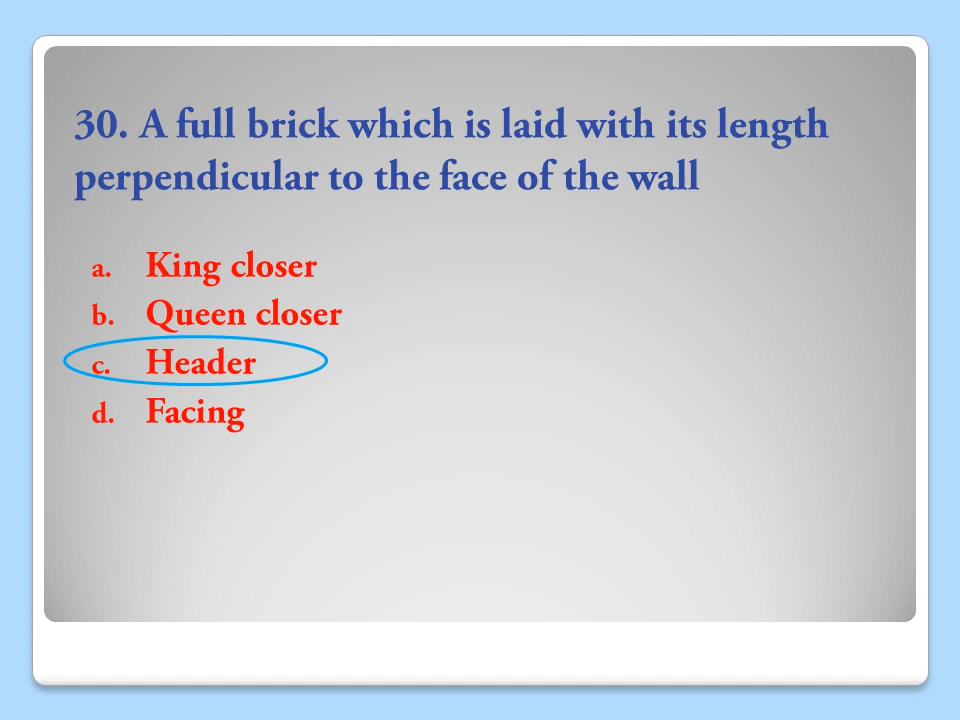 30. A full brick which is laid with its length
perpendicular to the face of the wall
a. King closer
b. Queen closer
c. Header
d. Facing